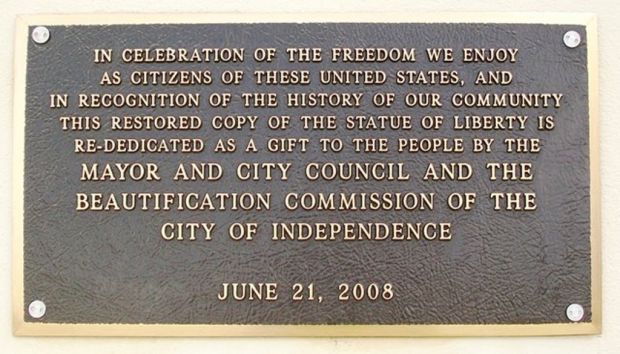 IN CELEBRATION OF THE FREEDOM WE ENJOY
AS CITIZENS OF THESE UNITED STATES, AND
IN RECOGNITION OF THE HISTORY OF OUR COMMUNITY
THIS RESTORED COPY OF THE STATUE OF LIBERTY IS
RE-DEDICATED AS A GIFT TO THE PEOPLE BY THE
MAYOR AND CITY COUNCIL AND THE
BEAUTIFICATION COMMISSION OF THE
CITY OF INDEPENDENCE
JUNE 21, 2008